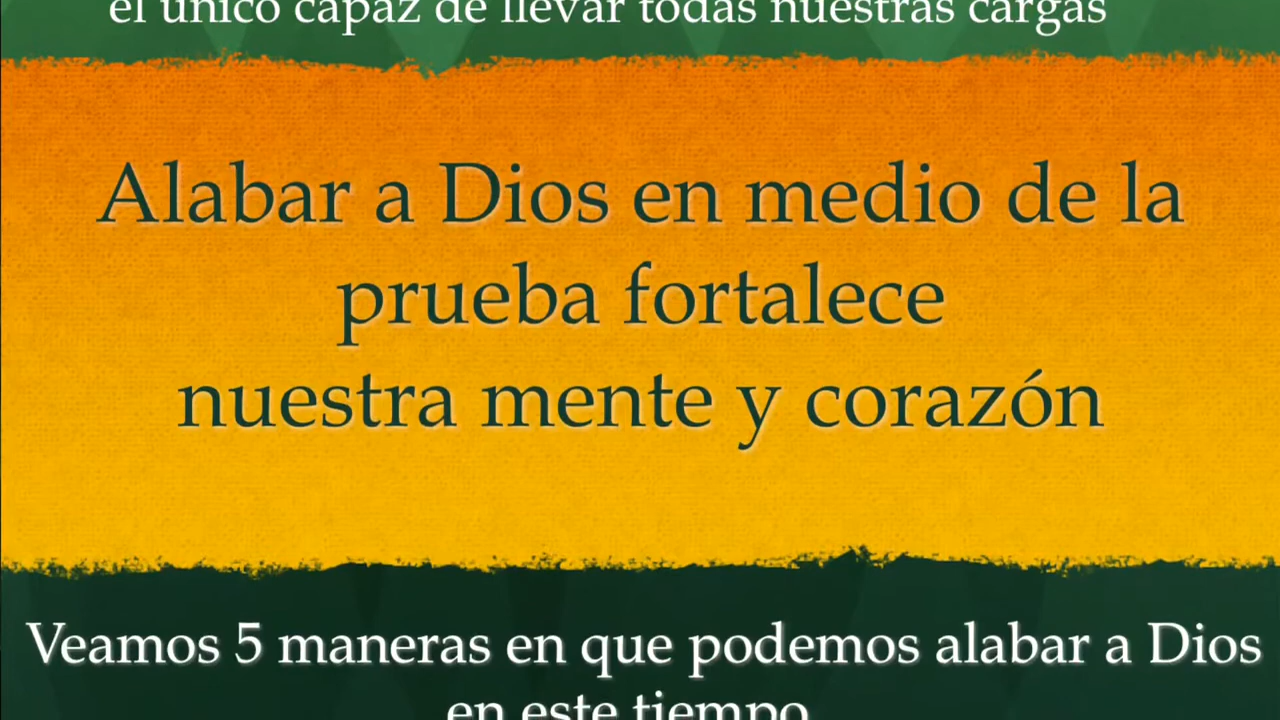 el único capaz de llevar todas nuestras cargas
Alabar a Dios en medio de la
prueba fortalece
nuestra mente y corazón
Veamos 5 maneras en que podemos alabar a Dios
en este tiempo